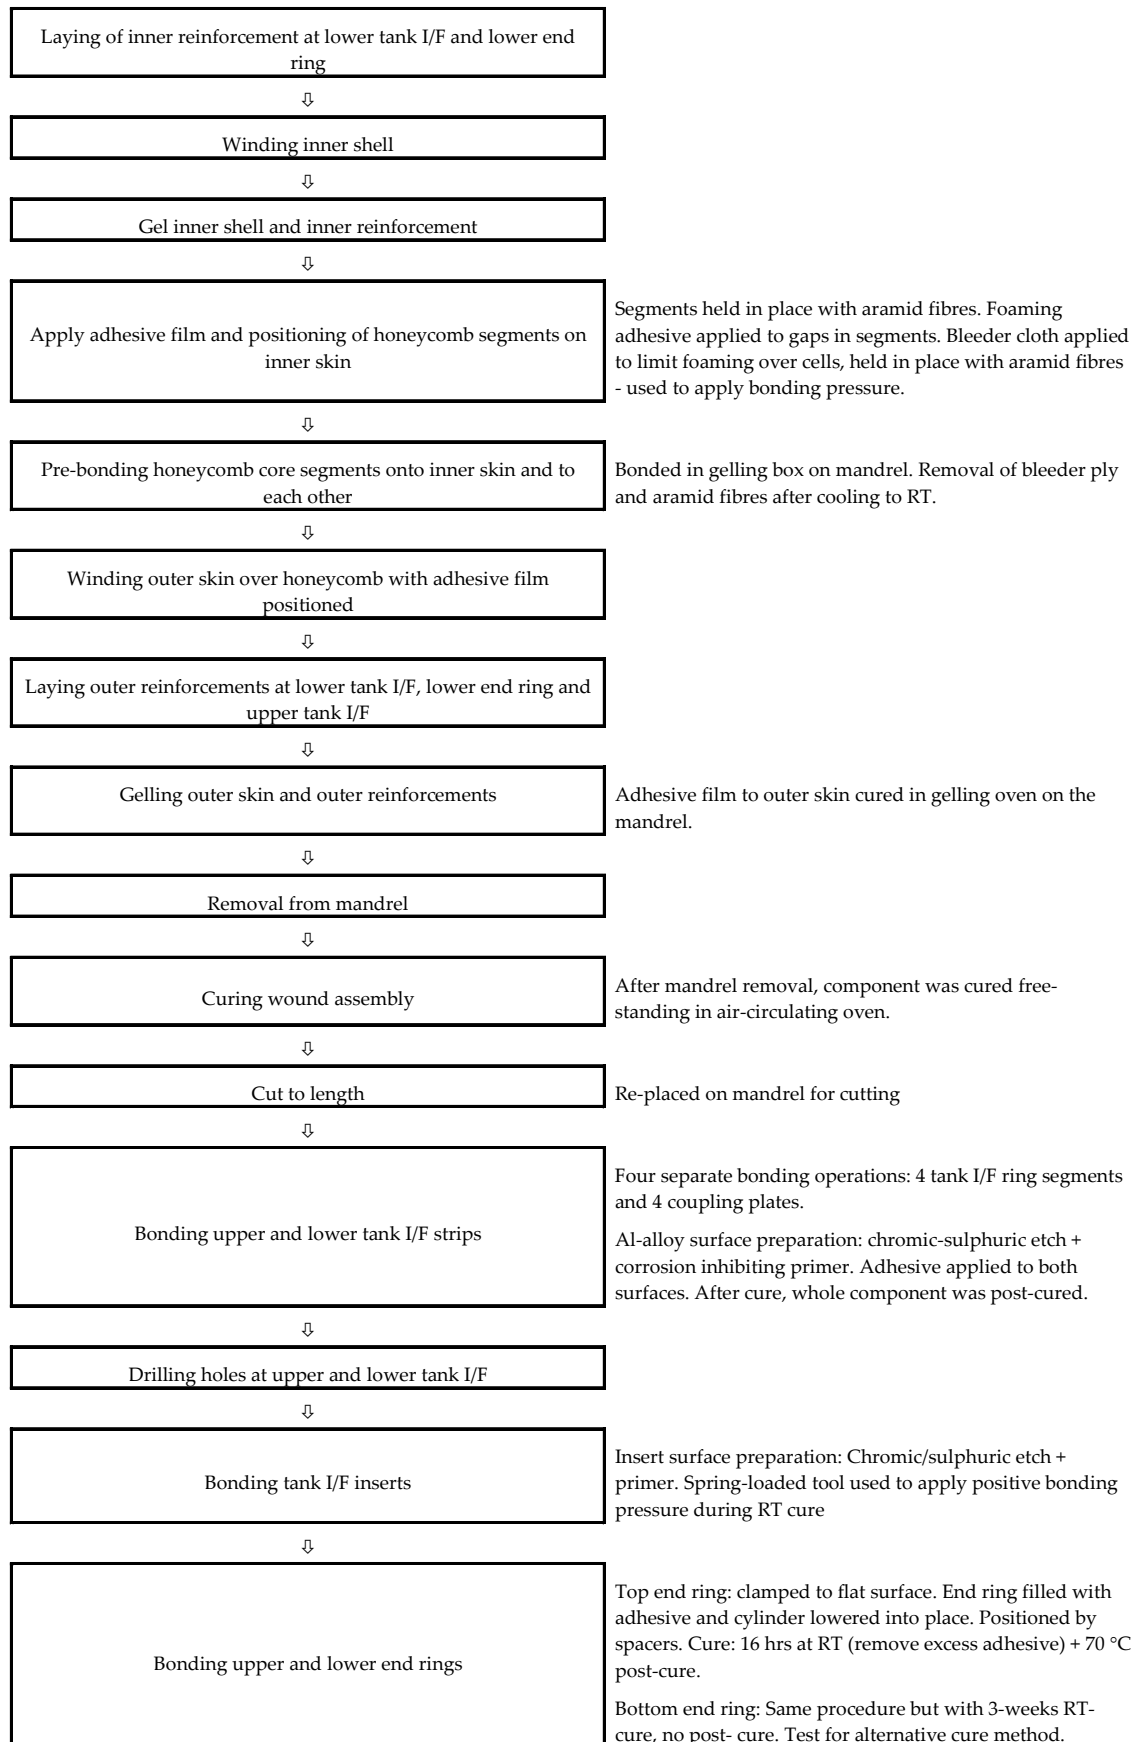 Laying of inner reinforcement at lower tank I/F and lower end
ring
⇩
Winding inner shell
⇩
Gel inner shell and inner reinforcement
⇩
Apply adhesive film and positioning of honeycomb segments on
inner skin
Segments held in place with aramid fibres. Foaming
adhesive applied to gaps in segments. Bleeder cloth applied
to limit foaming over cells, held in place with aramid fibres
- used to apply bonding pressure.
⇩
Pre-bonding honeycomb core segments onto inner skin and to
each other
Bonded in gelling box on mandrel. Removal of bleeder ply
and aramid fibres after cooling to RT.
⇩
Winding outer skin over honeycomb with adhesive film
positioned
⇩
Laying outer reinforcements at lower tank I/F, lower end ring and
upper tank I/F
⇩
Gelling outer skin and outer reinforcements
Adhesive film to outer skin cured in gelling oven on the
mandrel.
⇩
Removal from mandrel
⇩
Curing wound assembly
After mandrel removal, component was cured free-
standing in air-circulating oven.
⇩
Cut to length
Re-placed on mandrel for cutting
⇩
Bonding upper and lower tank I/F strips
Four separate bonding operations: 4 tank I/F ring segments
and 4 coupling plates.
Al-alloy surface preparation: chromic-sulphuric etch +
corrosion inhibiting primer. Adhesive applied to both
surfaces. After cure, whole component was post-cured.
⇩
Drilling holes at upper and lower tank I/F
⇩
Bonding tank I/F inserts
Insert surface preparation: Chromic/sulphuric etch +
primer. Spring-loaded tool used to apply positive bonding
pressure during RT cure
⇩
Bonding upper and lower end rings
Top end ring: clamped to flat surface. End ring filled with
adhesive and cylinder lowered into place. Positioned by
spacers. Cure: 16 hrs at RT (remove excess adhesive) + 70 °C
post-cure.
Bottom end ring: Same procedure but with 3-weeks RT-
cure, no post- cure. Test for alternative cure method.